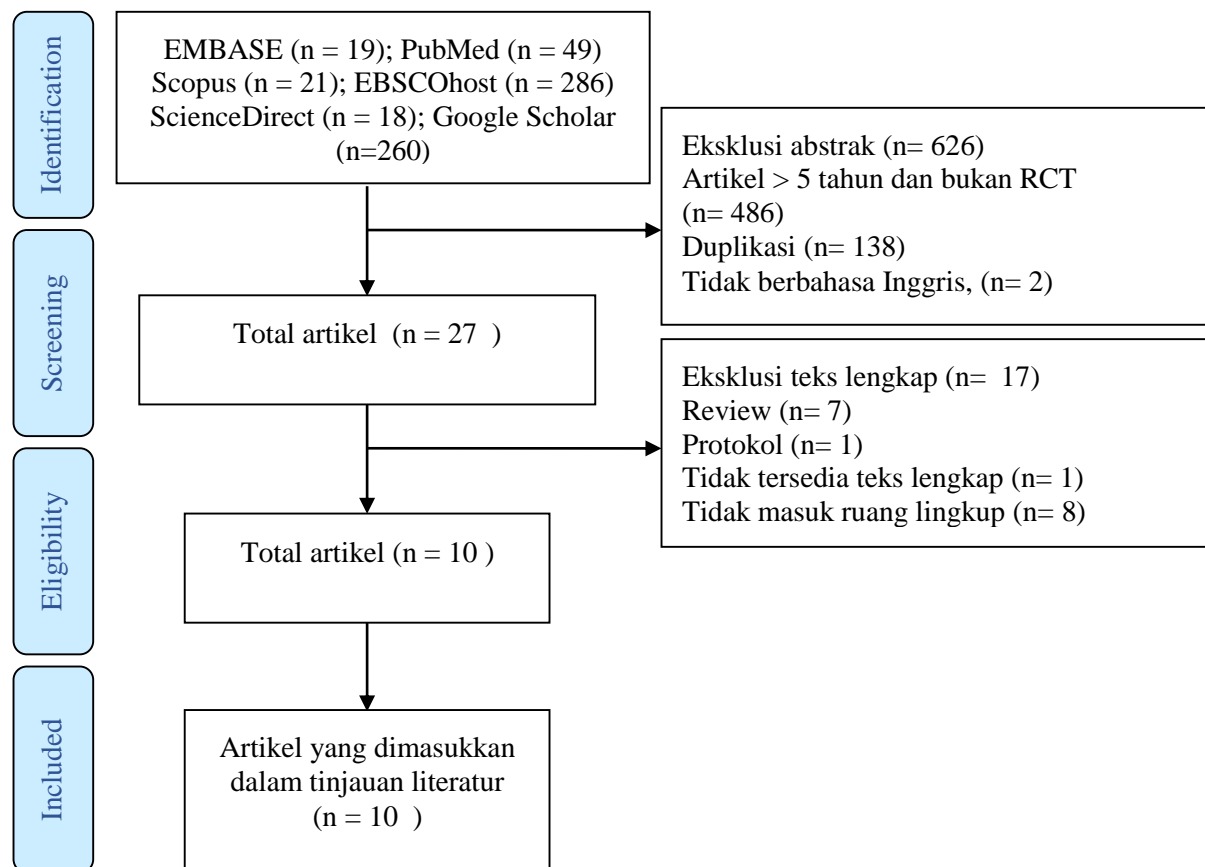 Identification
EMBASE (n = 19); PubMed (n = 49)
Scopus (n = 21); EBSCOhost (n = 286)
ScienceDirect (n = 18); Google Scholar
(n=260)
Eksklusi abstrak (n= 626)
Artikel > 5 tahun dan bukan RCT
(n= 486)
Duplikasi (n= 138)
Tidak berbahasa Inggris, (n= 2)
Screening
Total artikel (n = 27 )
Eksklusi teks lengkap (n= 17)
Review (n= 7)
Protokol (n= 1)
Tidak tersedia teks lengkap (n= 1)
Tidak masuk ruang lingkup (n= 8)
Eligibility
Total artikel (n = 10 )
Included
Artikel yang dimasukkan
dalam tinjauan literatur
(n = 10 )